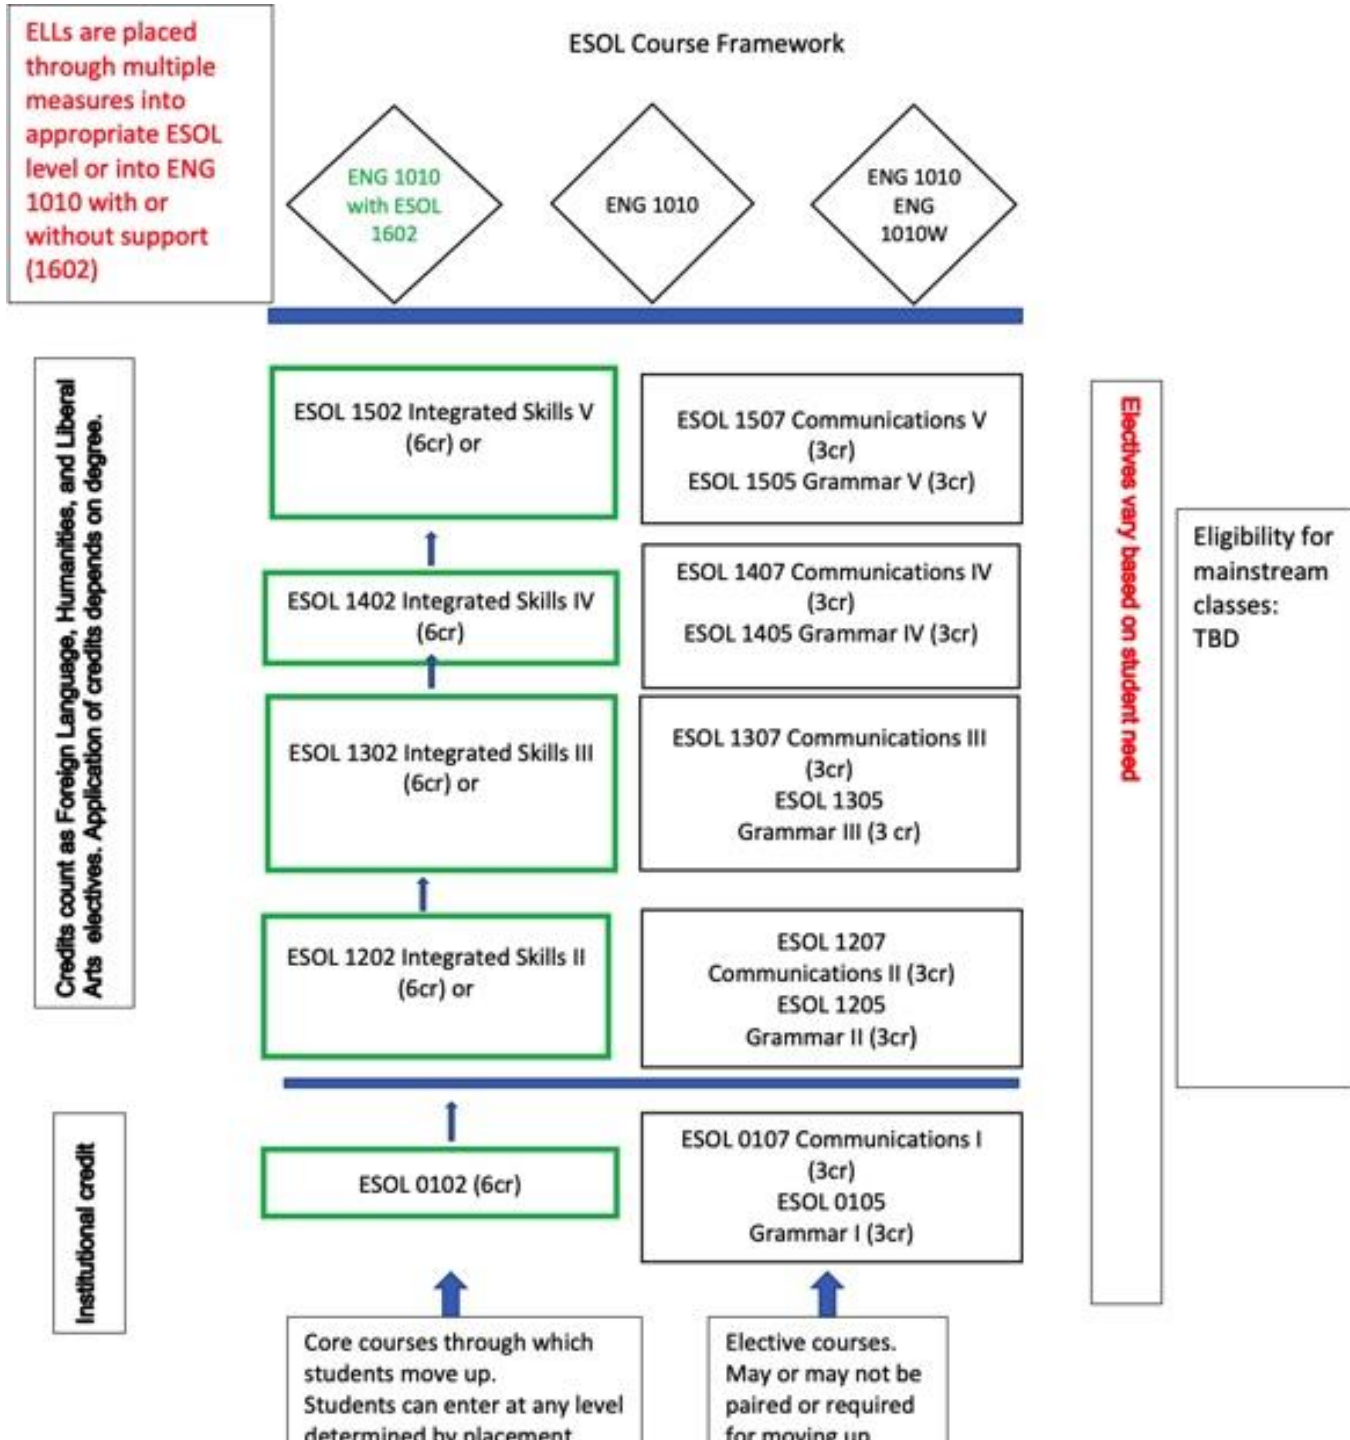 ELLs are placed
through multiple
measures into
appropriate ESOL
level or into ENG
1010 with or
without support
(1602)
ESOL Course Framework
ENG 1010
with ESOL
1602
ENG 1010
ENG 1010
ENG
1010W
Credits count as Foreign Language, Humanities, and Liberal
Arts electives. Application of credits depends on degree.
ESOL 1502 Integrated Skills V
(6cr) or
ESOL 1507 Communications V
(3cr)
ESOL 1505 Grammar V (3cr)
ESOL 1402 Integrated Skills IV
(6cr)
ESOL 1407 Communications IV
(3cr)
ESOL 1405 Grammar IV (3cr)
ESOL 1302 Integrated Skills III
(6cr) or
ESOL 1307 Communications III
(3cr)
ESOL 1305
Grammar III (3 cr)
ESOL 1202 Integrated Skills II
(6cr) or
ESOL 1207
Communications II (3cr)
ESOL 1205
Grammar II (3cr)
Electives vary based on student need
Eligibility for
mainstream
classes:
TBD
Institutional credit
ESOL 0102 (6cr)
ESOL 0107 Communications I
(3cr)
ESOL 0105
Grammar I (3cr)
Core courses through which
students move up.
Students can enter at any level
determined by placement
Elective courses.
May or may not be
paired or required
for moving up